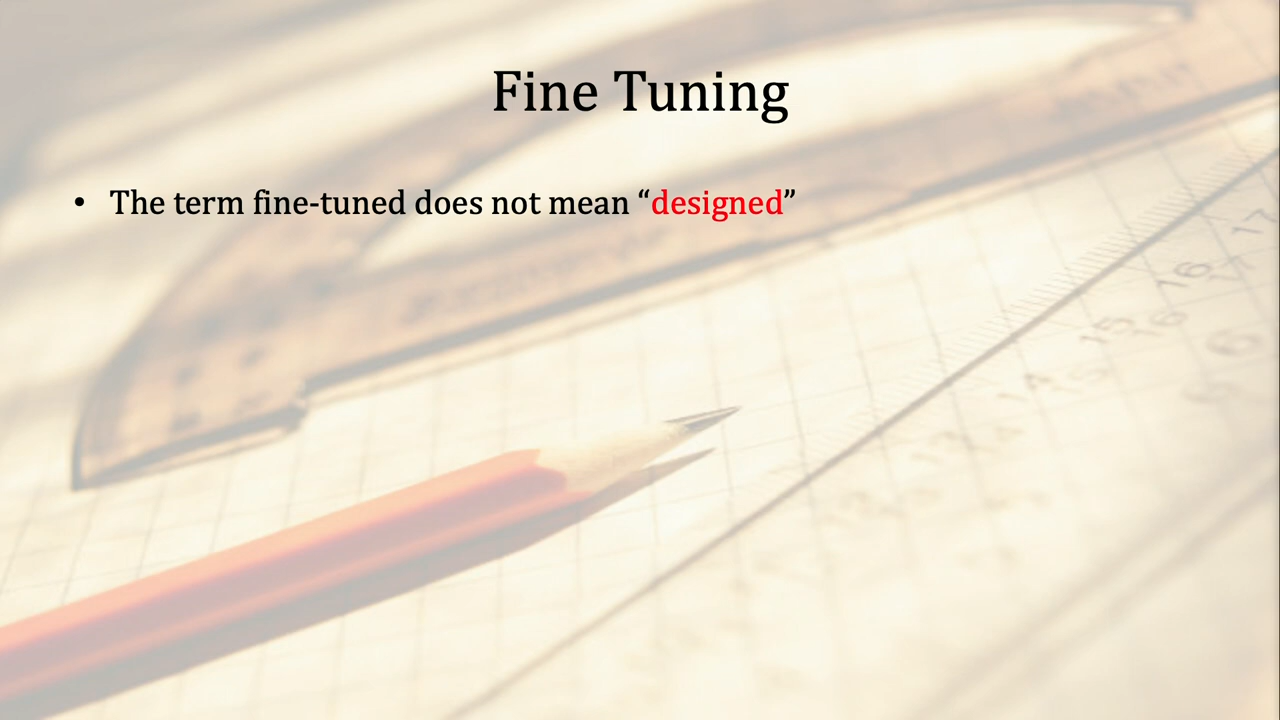 Fine Tuning
• The term fine-tuned does not mean “designed”